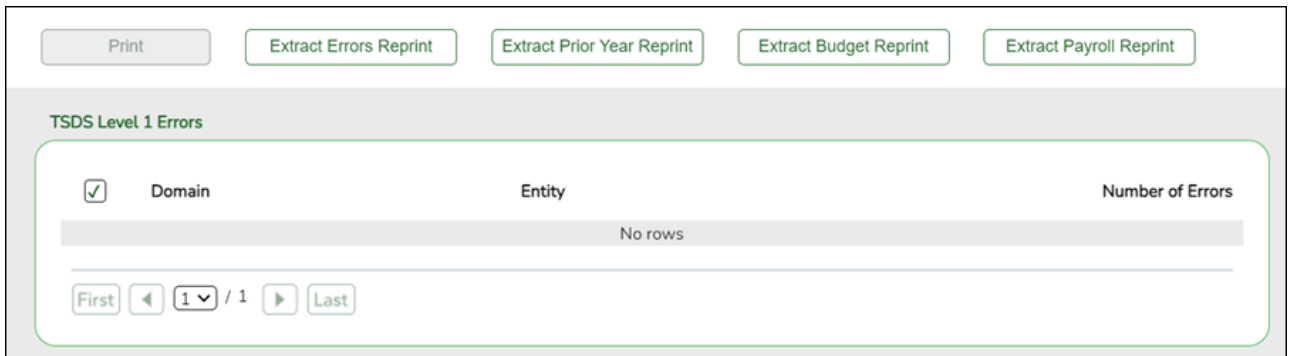 Print Extract Errors Reprint Extract Prior Year Reprint Extract Budget Reprint Extract Payroll Reprint
TSDS Level 1 Errors
Domain Entity Number of Errors
No rows
First 1 / 1 Last